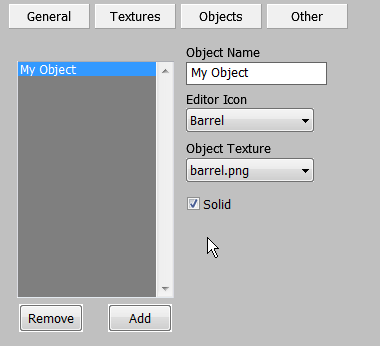 General Textures Objects Other
My Object
Object Name
My Object
Editor Icon
Barrel
Object Texture
barrel.png
Solid
Remove Add